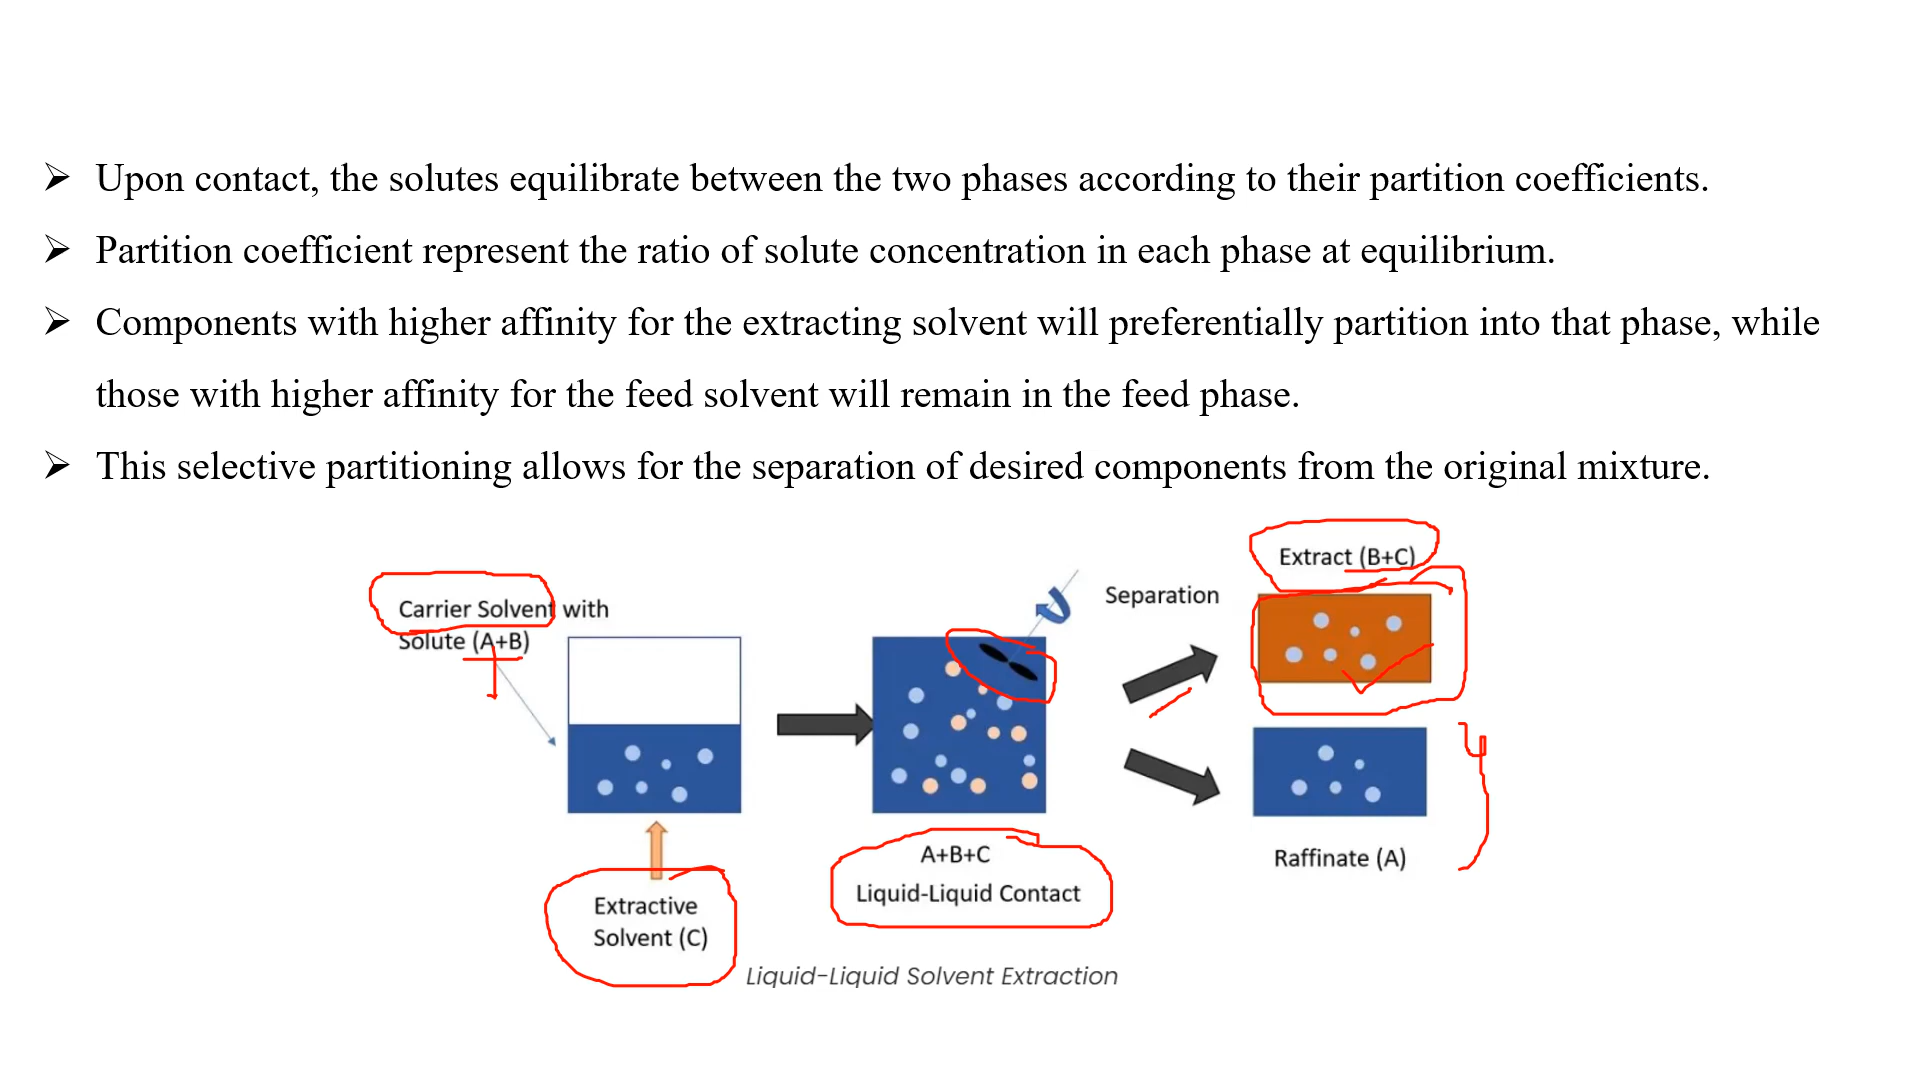 ➢ Upon contact, the solutes equilibrate between the two phases according to their partition coefficients.
➢ Partition coefficient represent the ratio of solute concentration in each phase at equilibrium.
➢ Components with higher affinity for the extracting solvent will preferentially partition into that phase, while
those with higher affinity for the feed solvent will remain in the feed phase.
➢ This selective partitioning allows for the separation of desired components from the original mixture.
Carrier Solvent with
Solute (A+B)
Extractive
Solvent (C)
A+B+C
Liquid-Liquid Contact
Separation
Extract (B+C)
Raffinate (A)
Liquid-Liquid Solvent Extraction